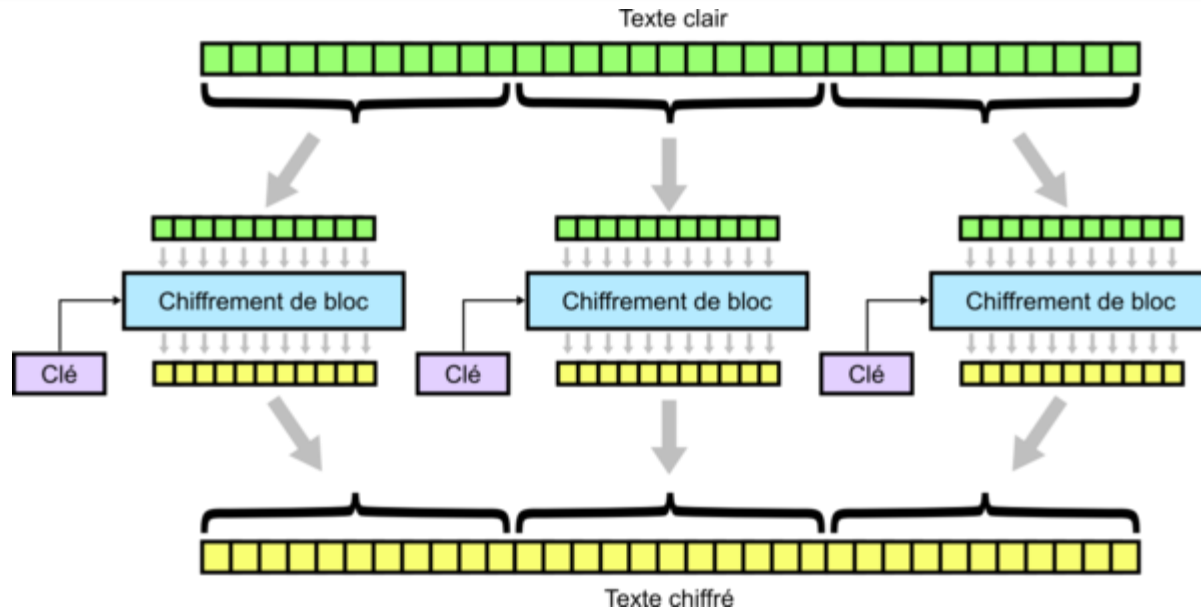 Texte clair
Chiffrement de bloc
Chiffrement de bloc
Chiffrement de bloc
Clé
Clé
Clé
Texte chiffré